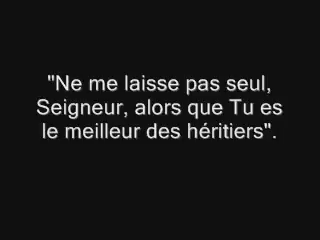 "Ne me laisse pas seul,
Seigneur, alors que Tu es
le meilleur des héritiers".